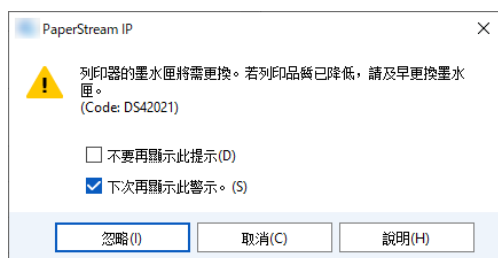 PaperStream IP
列印器的墨水匣將需更換。若列印品質已降低，請及早更換墨水
匣。
(Code: DS42021)
不要再顯示此提示(D)
下次再顯示此警示。(S)
忽略(I)
取消(C)
說明(H)